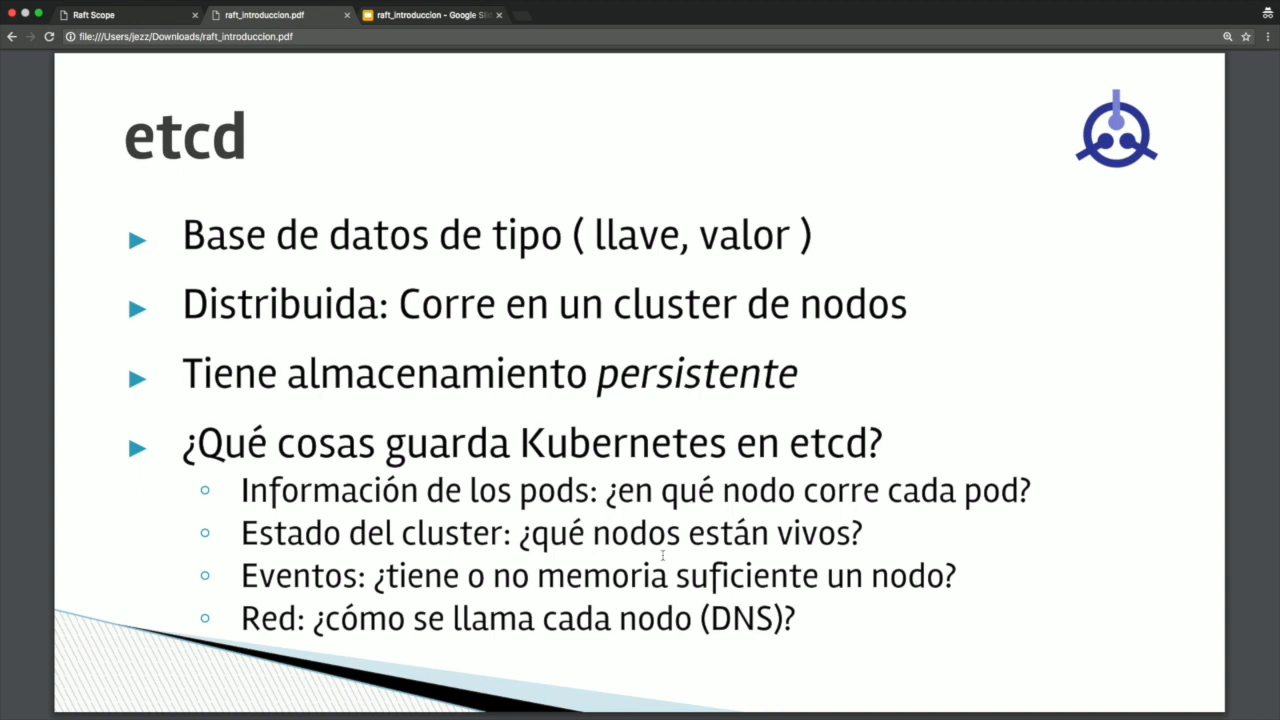 Raft Scope
raft_introduccion.pdf
raft_introduccion - Google Sli
file:///Users/jezz/Downloads/raft_introduccion.pdf
etcd
Base de datos de tipo ( llave, valor )
Distribuida: Corre en un cluster de nodos
Tiene almacenamiento persistente
¿Qué cosas guarda Kubernetes en etcd?
Información de los pods: ¿en qué nodo corre cada pod?
Estado del cluster: ¿qué nodos están vivos?
Eventos: ¿tiene o no memoria suficiente un nodo?
Red: ¿cómo se llama cada nodo (DNS)?